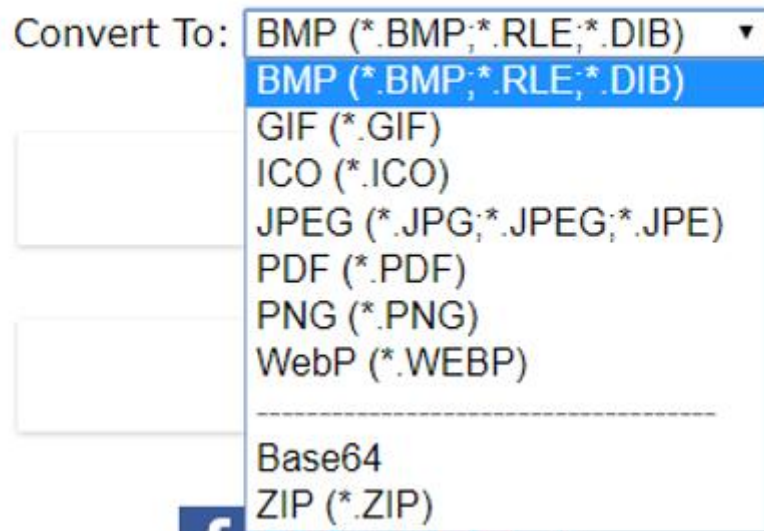 Convert To: BMP (*.BMP;*.RLE;*.DIB)
BMP (*.BMP;*.RLE;*.DIB)
GIF (*.GIF)
ICO (*.ICO)
JPEG (*.JPG;*.JPEG;*.JPE)
PDF (*.PDF)
PNG (*.PNG)
WebP (*.WEBP)
-------------------------------------
Base64
ZIP (*.ZIP)